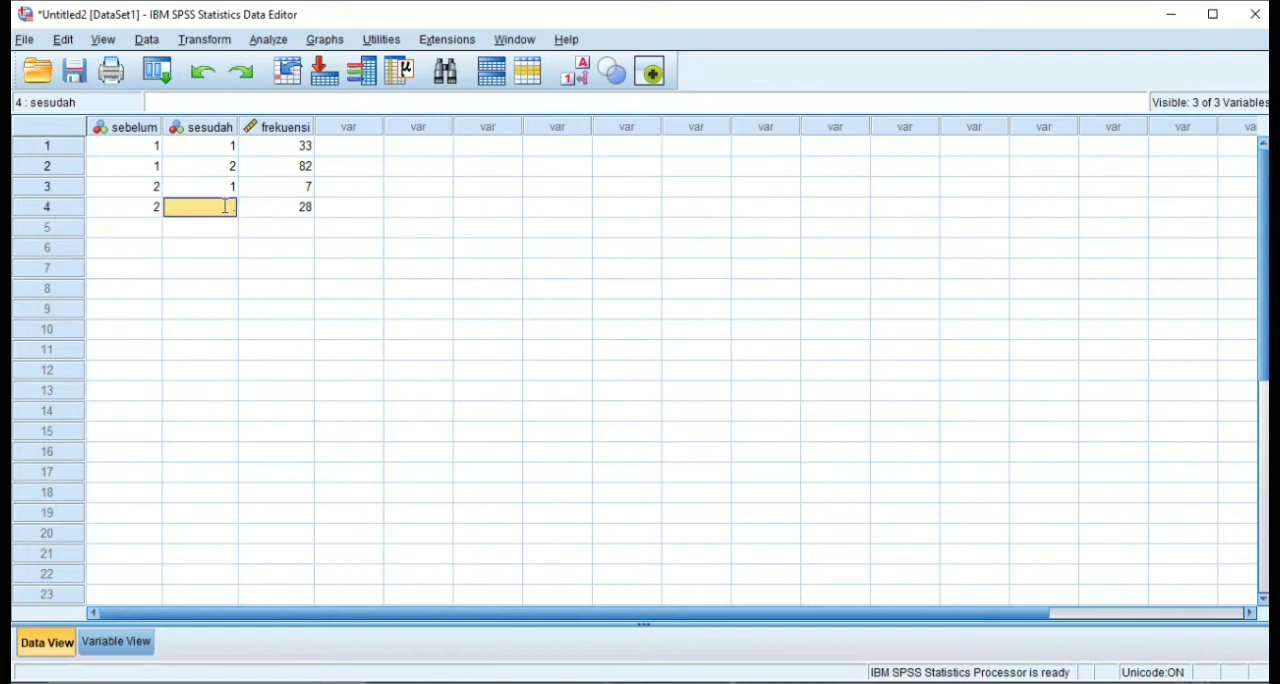 *Untitled2 [DataSet1] - IBM SPSS Statistics Data Editor
File Edit View Data Transform Analyze Graphs Utilities Extensions Window Help
4 : sesudah Visible: 3 of 3 Variables
sebelum sesudah frekuensi var var var var var var var var var var var var var va
1 1 1 33
2 1 2 82
3 2 1 7
4 2 . 28
5
6
7
8
9
10
11
12
13
14
15
16
17
18
19
20
21
22
23
Data View Variable View
IBM SPSS Statistics Processor is ready Unicode:ON